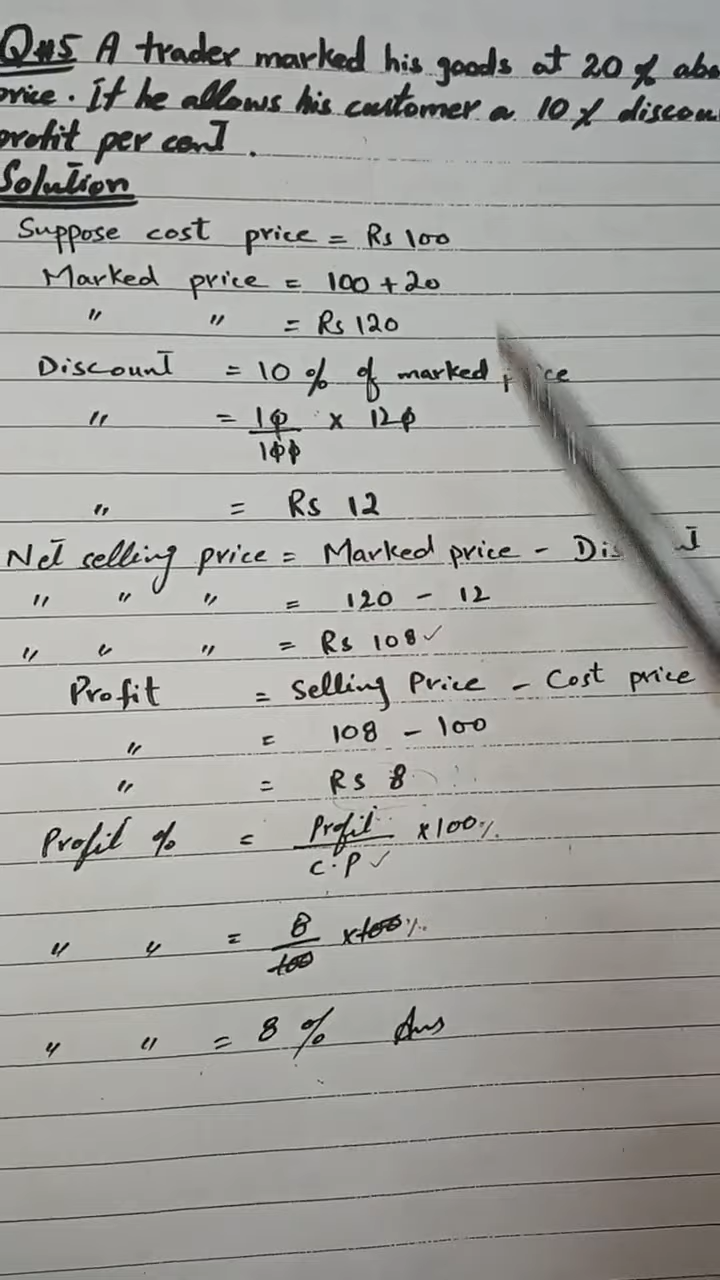 Q#5 A trader marked his goods at 20 % abo
price. If he allows his customer a 10 % discou
profit per cent.
Solution
Suppose cost price = Rs 100
Marked price = 100 + 20
" " = Rs 120
Discount = 10 % of marked
" = 10/100 × 120
" = Rs 12
Net selling price = Marked price - Dis
" " " = 120 - 12
" " " = Rs 108 ✓
Profit = Selling Price - Cost price
" = 108 - 100
" = Rs 8
Profit % = Profit/C.P ✓ ×100%
" " = 8/100 ×100%
" " = 8 % Ans